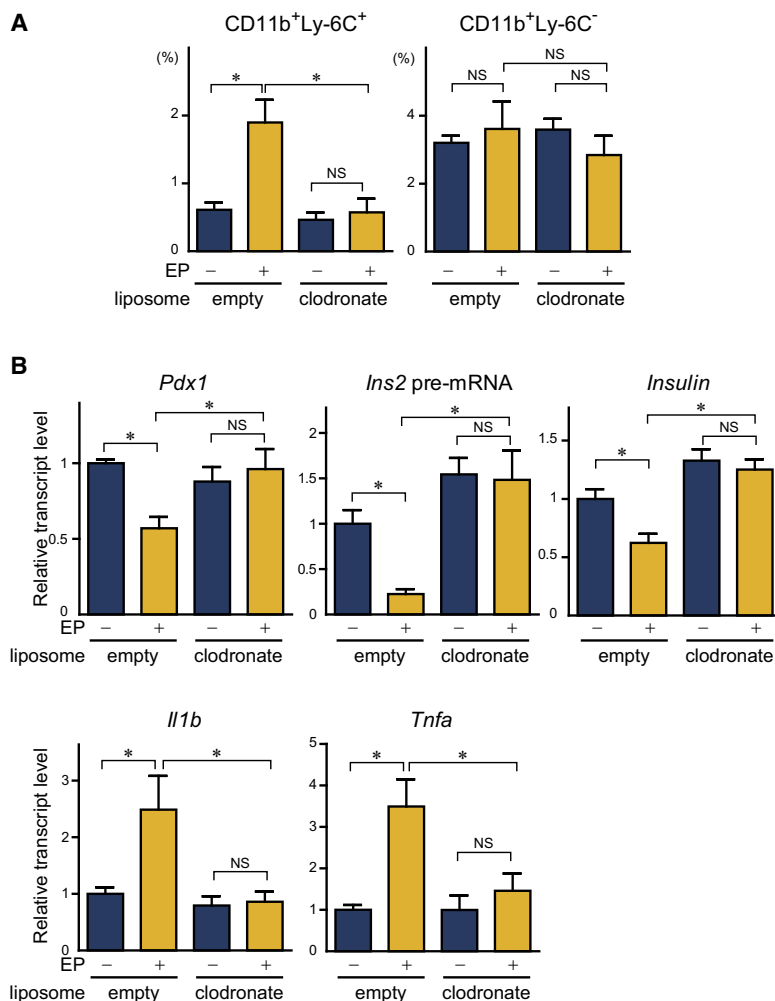 A
CD11b+Ly-6C+
CD11b+Ly-6C-
(%)
(%)
*
*
NS
NS
NS
NS
2
1
0
4
2
0
EP
−
+
−
+
−
+
−
+
liposome
empty
clodronate
empty
clodronate
B
Pdx1
Ins2 pre-mRNA
Insulin
Relative transcript level
*
*
NS
*
*
NS
*
*
NS
1
0.5
0
2
1.5
1
0.5
0
1.5
1
0.5
0
EP
−
+
−
+
−
+
−
+
−
+
−
+
liposome
empty
clodronate
empty
clodronate
empty
clodronate
Il1b
Tnfa
Relative transcript level
*
*
NS
*
*
NS
3
2
1
0
5
4
3
2
1
0
EP
−
+
−
+
−
+
−
+
liposome
empty
clodronate
empty
clodronate